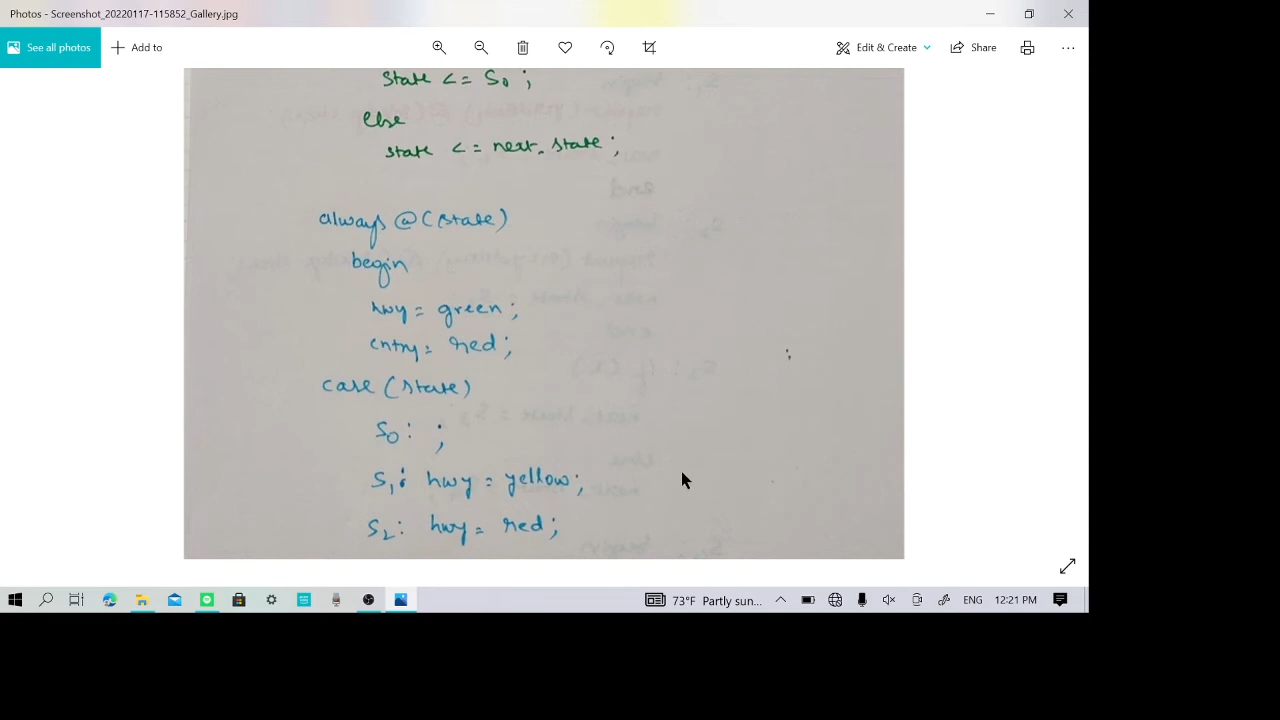 Photos - Screenshot_20220117-115852_Gallery.jpg
See all photos
Add to
Edit & Create
Share
state <= S0 ;
else
state <= next_state ;
always @ (state)
begin
hwy = green ;
cntry = red ;
case (state)
S0 : ;
S1 : hwy = yellow ;
S2 : hwy = red ;
73°F Partly sun...
ENG
12:21 PM